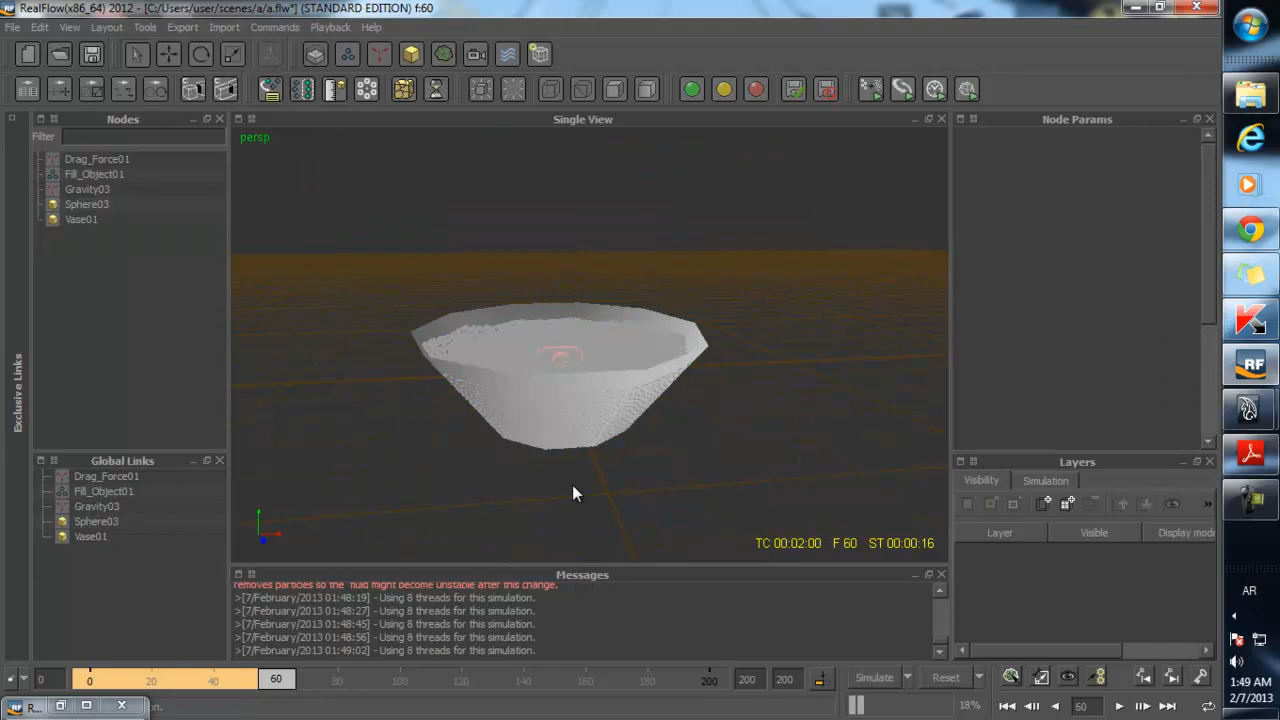 RealFlow(x86_64) 2012 - [C:/Users/user/scenes/a/a.flw*] (STANDARD EDITION) f:60
File Edit View Layout Tools Export Import Commands Playback Help
Nodes
Single View
Node Params
Filter
persp
Drag_Force01
Fill_Object01
Gravity03
Sphere03
Vase01
Exclusive Links
Global Links
Drag_Force01
Fill_Object01
Gravity03
Sphere03
Vase01
Layers
Visibility Simulation
Layer Visible Display mode
TC 00:02:00 F 60 ST 00:00:16
Messages
removes particles so the fluid might become unstable after this change.
>[7/February/2013 01:48:19] - Using 8 threads for this simulation.
>[7/February/2013 01:48:27] - Using 8 threads for this simulation.
>[7/February/2013 01:48:45] - Using 8 threads for this simulation.
>[7/February/2013 01:48:56] - Using 8 threads for this simulation.
>[7/February/2013 01:49:02] - Using 8 threads for this simulation.
0 0 20 40 60 80 100 120 140 160 180 200 200 200
Simulate Reset
R... on. 18% 60
RF
AR
1:49 AM
2/7/2013